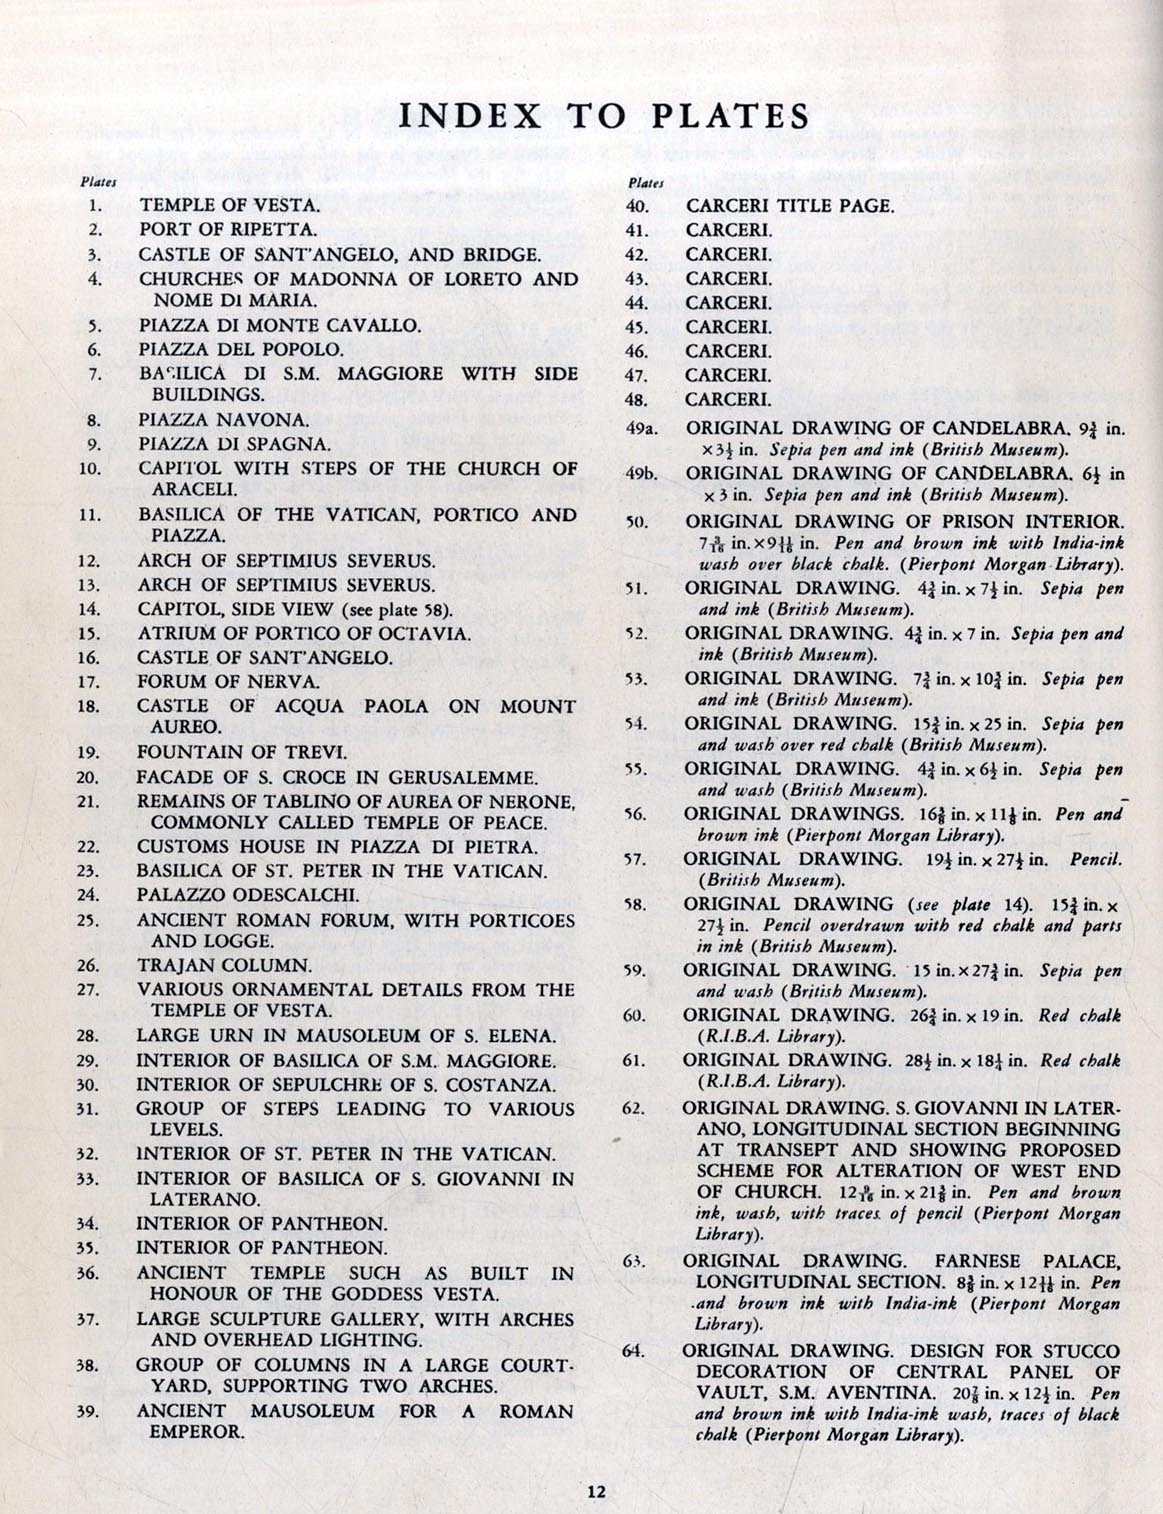 INDEX TO PLATES
Plates
1. TEMPLE OF VESTA.
2. PORT OF RIPETTA.
3. CASTLE OF SANT'ANGELO, AND BRIDGE.
4. CHURCHES OF MADONNA OF LORETO AND
NOME DI MARIA.
5. PIAZZA DI MONTE CAVALLO.
6. PIAZZA DEL POPOLO.
7. BASILICA DI S.M. MAGGIORE WITH SIDE
BUILDINGS.
8. PIAZZA NAVONA.
9. PIAZZA DI SPAGNA.
10. CAPITOL WITH STEPS OF THE CHURCH OF
ARACELI.
11. BASILICA OF THE VATICAN, PORTICO AND
PIAZZA.
12. ARCH OF SEPTIMIUS SEVERUS.
13. ARCH OF SEPTIMIUS SEVERUS.
14. CAPITOL, SIDE VIEW (see plate 58).
15. ATRIUM OF PORTICO OF OCTAVIA.
16. CASTLE OF SANT'ANGELO.
17. FORUM OF NERVA.
18. CASTLE OF ACQUA PAOLA ON MOUNT
AUREO.
19. FOUNTAIN OF TREVI.
20. FACADE OF S. CROCE IN GERUSALEMME.
21. REMAINS OF TABLINO OF AUREA OF NERONE,
COMMONLY CALLED TEMPLE OF PEACE.
22. CUSTOMS HOUSE IN PIAZZA DI PIETRA.
23. BASILICA OF ST. PETER IN THE VATICAN.
24. PALAZZO ODESCALCHI.
25. ANCIENT ROMAN FORUM, WITH PORTICOES
AND LOGGE.
26. TRAJAN COLUMN.
27. VARIOUS ORNAMENTAL DETAILS FROM THE
TEMPLE OF VESTA.
28. LARGE URN IN MAUSOLEUM OF S. ELENA.
29. INTERIOR OF BASILICA OF S.M. MAGGIORE.
30. INTERIOR OF SEPULCHRE OF S. COSTANZA.
31. GROUP OF STEPS LEADING TO VARIOUS
LEVELS.
32. INTERIOR OF ST. PETER IN THE VATICAN.
33. INTERIOR OF BASILICA OF S. GIOVANNI IN
LATERANO.
34. INTERIOR OF PANTHEON.
35. INTERIOR OF PANTHEON.
36. ANCIENT TEMPLE SUCH AS BUILT IN
HONOUR OF THE GODDESS VESTA.
37. LARGE SCULPTURE GALLERY, WITH ARCHES
AND OVERHEAD LIGHTING.
38. GROUP OF COLUMNS IN A LARGE COURT-
YARD, SUPPORTING TWO ARCHES.
39. ANCIENT MAUSOLEUM FOR A ROMAN
EMPEROR.
Plates
40. CARCERI TITLE PAGE.
41. CARCERI.
42. CARCERI.
43. CARCERI.
44. CARCERI.
45. CARCERI.
46. CARCERI.
47. CARCERI.
48. CARCERI.
49a. ORIGINAL DRAWING OF CANDELABRA. 9¾ in.
×3½ in. Sepia pen and ink (British Museum).
49b. ORIGINAL DRAWING OF CANDELABRA. 6½ in
x 3 in. Sepia pen and ink (British Museum).
50. ORIGINAL DRAWING OF PRISON INTERIOR.
7 3/16 in.×9 11/16 in. Pen and brown ink with India-ink
wash over black chalk. (Pierpont Morgan Library).
51. ORIGINAL DRAWING. 4¾ in. x 7½ in. Sepia pen
and ink (British Museum).
52. ORIGINAL DRAWING. 4¾ in. x 7 in. Sepia pen and
ink (British Museum).
53. ORIGINAL DRAWING. 7¾ in. x 10¾ in. Sepia pen
and ink (British Museum).
54. ORIGINAL DRAWING. 15¾ in. x 25 in. Sepia pen
and wash over red chalk (British Museum).
55. ORIGINAL DRAWING. 4¾ in. x 6½ in. Sepia pen
and wash (British Museum).
56. ORIGINAL DRAWINGS. 16⅜ in. x 11⅛ in. Pen and
brown ink (Pierpont Morgan Library).
57. ORIGINAL DRAWING. 19½ in. x 27½ in. Pencil.
(British Museum).
58. ORIGINAL DRAWING (see plate 14). 15¾ in. x
27½ in. Pencil overdrawn with red chalk and parts
in ink (British Museum).
59. ORIGINAL DRAWING. 15 in.×27¾ in. Sepia pen
and wash (British Museum).
60. ORIGINAL DRAWING. 26¾ in. x 19 in. Red chalk
(R.I.B.A. Library).
61. ORIGINAL DRAWING. 28½ in. x 18¼ in. Red chalk
(R.I.B.A. Library).
62. ORIGINAL DRAWING. S. GIOVANNI IN LATER-
ANO, LONGITUDINAL SECTION BEGINNING
AT TRANSEPT AND SHOWING PROPOSED
SCHEME FOR ALTERATION OF WEST END
OF CHURCH. 12 9/16 in. x 21⅜ in. Pen and brown
ink, wash, with traces of pencil (Pierpont Morgan
Library).
63. ORIGINAL DRAWING. FARNESE PALACE,
LONGITUDINAL SECTION. 8⅜ in. x 12 11/16 in. Pen
and brown ink with India-ink (Pierpont Morgan
Library).
64. ORIGINAL DRAWING. DESIGN FOR STUCCO
DECORATION OF CENTRAL PANEL OF
VAULT, S.M. AVENTINA. 20⅞ in. x 12½ in. Pen
and brown ink with India-ink wash, traces of black
chalk (Pierpont Morgan Library).
12